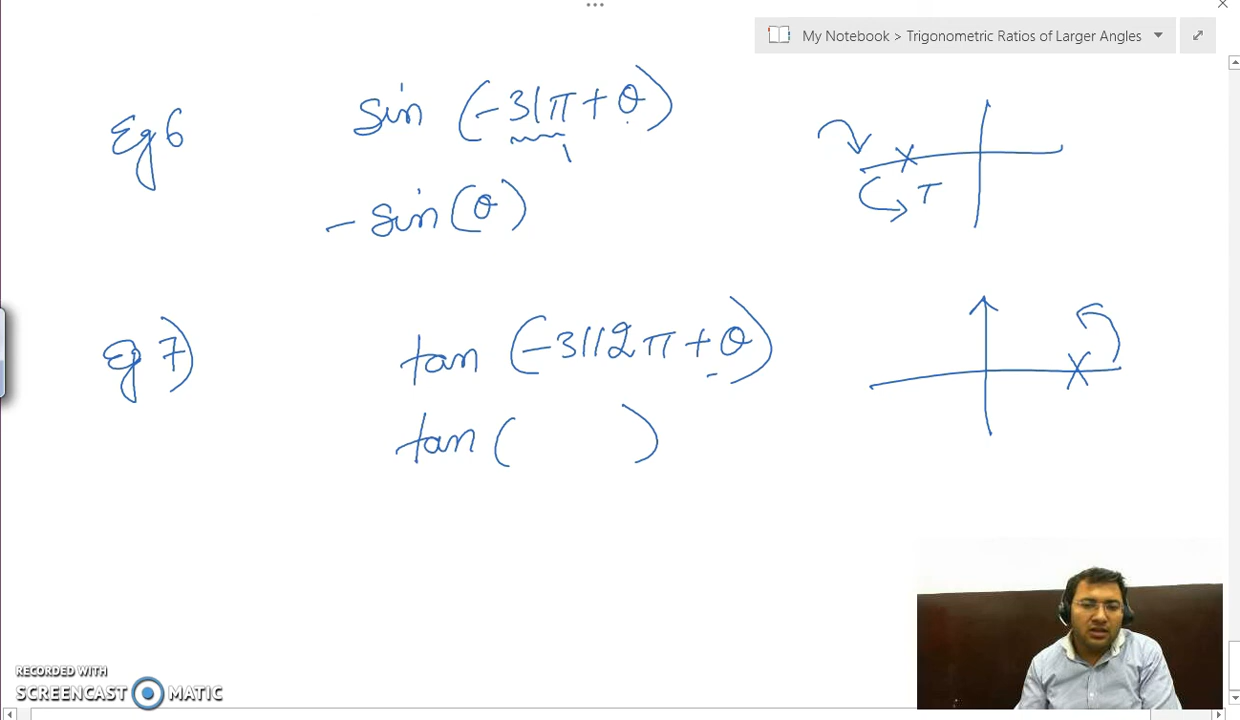 My Notebook > Trigonometric Ratios of Larger Angles
Eg 6 sin (-31π + θ)
- sin (θ)
π
Eg 7) tan (-3112π + θ)
tan ( )
RECORDED WITH
SCREENCAST MATIC